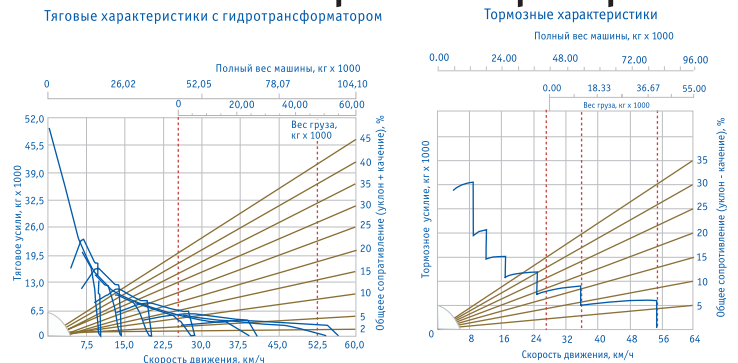 Тяговые характеристики с гидротрансформатором
Полный вес машины, кг x 1000
0 26,02 52,05 78,07 104,10
0 20,00 40,00 60,00
Вес груза,
кг x 1000
Тяговое усили, кг x 1000
52,0
45,5
39,0
32,5
26.0
19.5
13,0
6.5
0
45
40
35
30
25
20
15
10
5
2
Общеее сопративление (уклон + качение), %
7.5 15,0 22,5 30,0 37.5 45,0 52,5 60,0
Скорость движения, км/ч
Тормозные характеристики
Полный вес машины, кг x 1000
0.00 24.00 48.00 72.00 96.00
0.00 18.33 36.67 55.00
Вес груза, кг x 1000
Тормозное усилие, кг x 1000
35
30
25
20
15
10
5
Общее сопротивление (уклон - качение), %
0 8 16 24 32 40 48 56 64
Скорость движения, км/ч